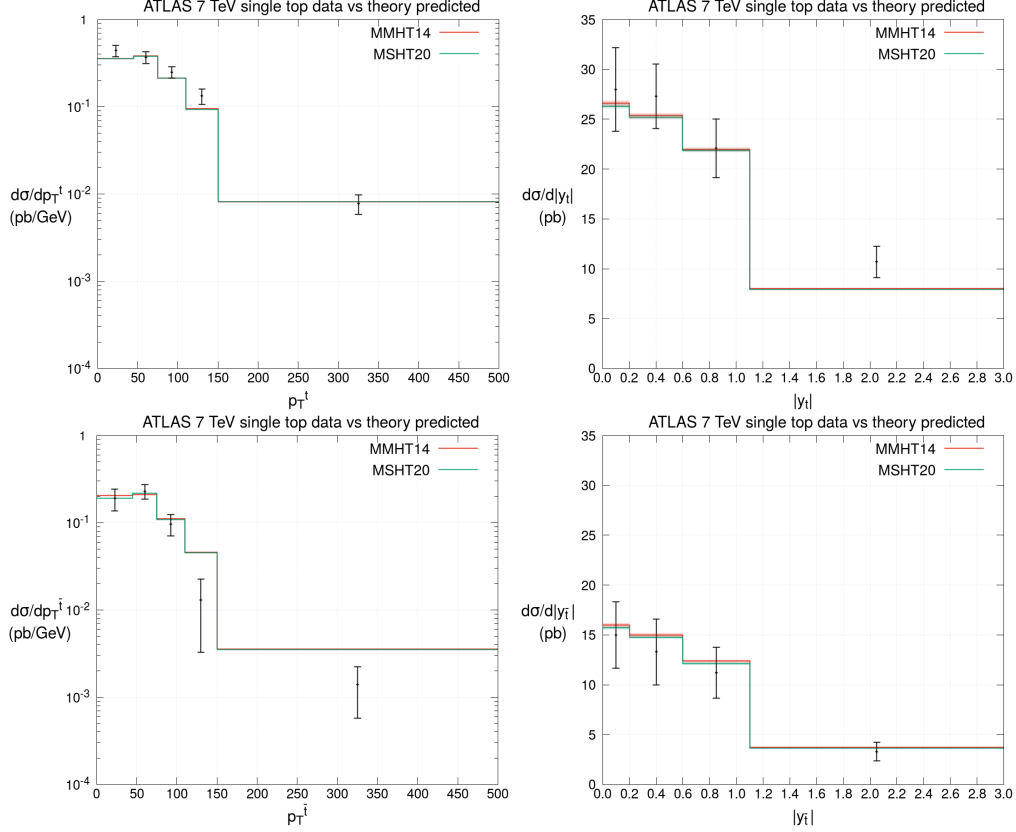 ATLAS 7 TeV single top data vs theory predicted
MMHT14
MSHT20
1
10-1
10-2
10-3
10-4
dσ/dpTt
(pb/GeV)
0 50 100 150 200 250 300 350 400 450 500
pTt
ATLAS 7 TeV single top data vs theory predicted
MMHT14
MSHT20
35
30
25
20
15
10
5
0
dσ/d|yt|
(pb)
0.0 0.2 0.4 0.6 0.8 1.0 1.2 1.4 1.6 1.8 2.0 2.2 2.4 2.6 2.8 3.0
|yt|
ATLAS 7 TeV single top data vs theory predicted
MMHT14
MSHT20
1
10-1
10-2
10-3
10-4
dσ/dpTt̄
(pb/GeV)
0 50 100 150 200 250 300 350 400 450 500
pTt̄
ATLAS 7 TeV single top data vs theory predicted
MMHT14
MSHT20
35
30
25
20
15
10
5
0
dσ/d|yt̄|
(pb)
0.0 0.2 0.4 0.6 0.8 1.0 1.2 1.4 1.6 1.8 2.0 2.2 2.4 2.6 2.8 3.0
|yt̄|